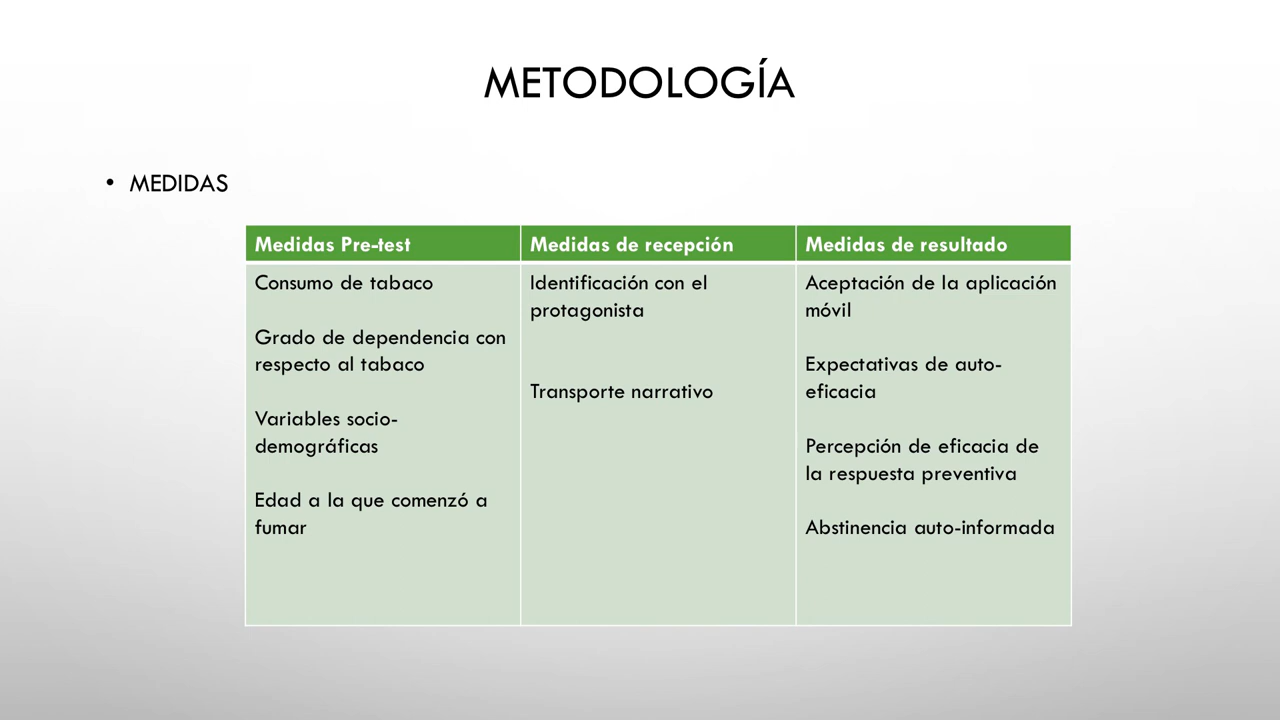 METODOLOGÍA
• MEDIDAS
Medidas Pre-test
Consumo de tabaco
Grado de dependencia con
respecto al tabaco
Variables socio-
demográficas
Edad a la que comenzó a
fumar
Medidas de recepción
Identificación con el
protagonista
Transporte narrativo
Medidas de resultado
Aceptación de la aplicación
móvil
Expectativas de auto-
eficacia
Percepción de eficacia de
la respuesta preventiva
Abstinencia auto-informada